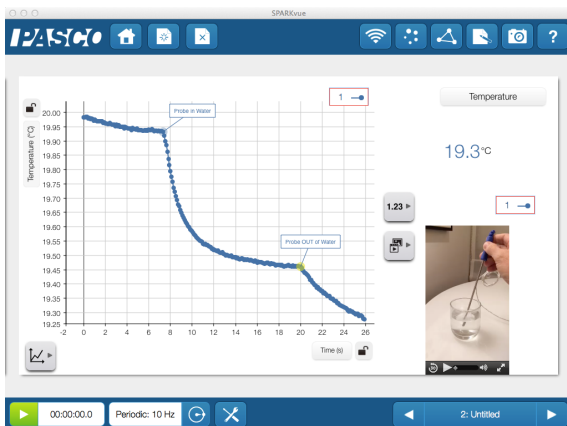 SPARKvue
PASCO
?
1
Temperature
Temperature (°C)
20.00
19.95
19.90
19.85
19.80
19.75
19.70
19.65
19.60
19.55
19.50
19.45
19.40
19.35
19.30
19.25
Probe in Water
Probe OUT of Water
-2 0 2 4 6 8 10 12 14 16 18 20 22 24 26
Time (s)
19.3°C
1.23
1
00:00:00.0
Periodic: 10 Hz
2: Untitled